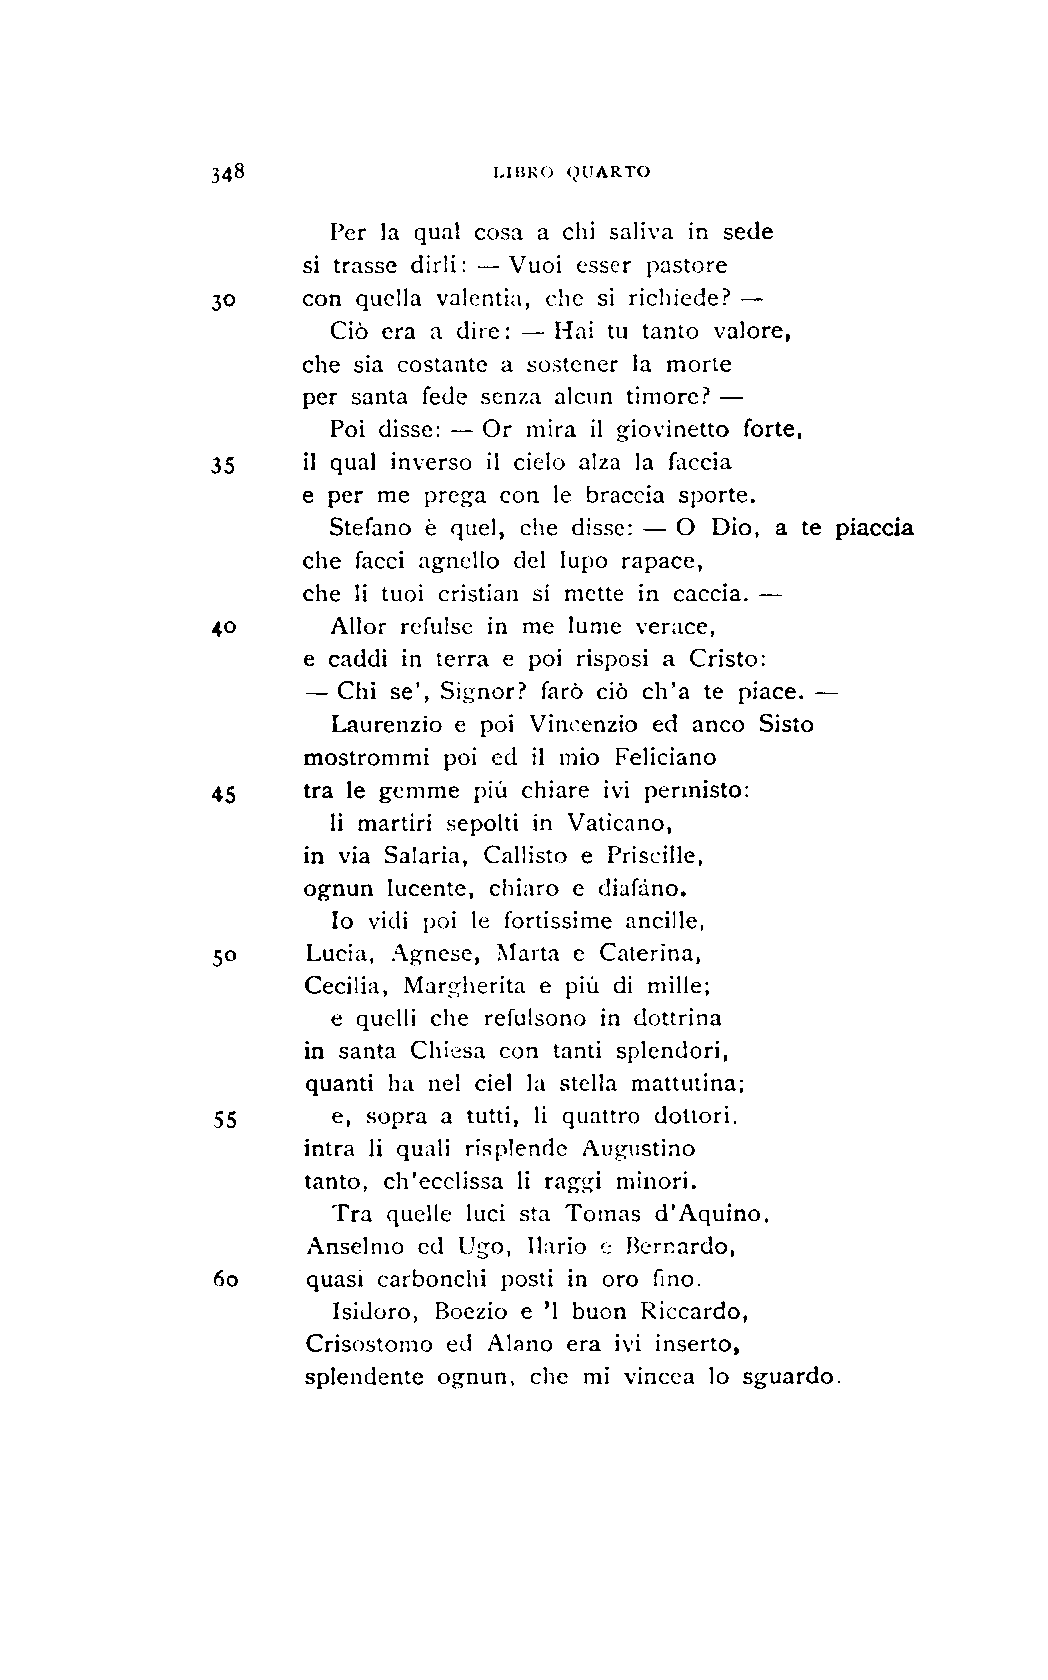 348 LIBRO QUARTO
Per la qual cosa a chi saliva in sede
si trasse dirli: — Vuoi esser pastore
30 con quella valentia, che si richiede? —
Ciò era a dire: — Hai tu tanto valore,
che sia costante a sostener la morte
per santa fede senza alcun timore? —
Poi disse: — Or mira il giovinetto forte,
35 il qual inverso il cielo alza la faccia
e per me prega con le braccia sporte.
Stefano è quel, che disse: — O Dio, a te piaccia
che facci agnello del lupo rapace,
che li tuoi cristian sí mette in caccia. —
40 Allor refulse in me lume verace,
e caddi in terra e poi risposi a Cristo:
— Chi se', Signor? farò ciò ch'a te piace. —
Laurenzio e poi Vincenzio ed anco Sisto
mostrommi poi ed il mio Feliciano
45 tra le gemme piú chiare ivi permisto:
li martiri sepolti in Vaticano,
in via Salaria, Callisto e Priscille,
ognun lucente, chiaro e diafáno.
Io vidi poi le fortissime ancille,
50 Lucia, Agnese, Marta e Caterina,
Cecilia, Margherita e piú di mille;
e quelli che refulsono in dottrina
in santa Chiesa con tanti splendori,
quanti ha nel ciel la stella mattutina;
55 e, sopra a tutti, li quattro dottori,
intra li quali risplende Augustino
tanto, ch'ecclissa li raggi minori.
Tra quelle luci sta Tomas d'Aquino,
Anselmo ed Ugo, Ilario e Bernardo,
60 quasi carbonchi posti in oro fino.
Isidoro, Boezio e 'l buon Riccardo,
Crisostomo ed Alano era ivi inserto,
splendente ognun, che mi vincea lo sguardo.